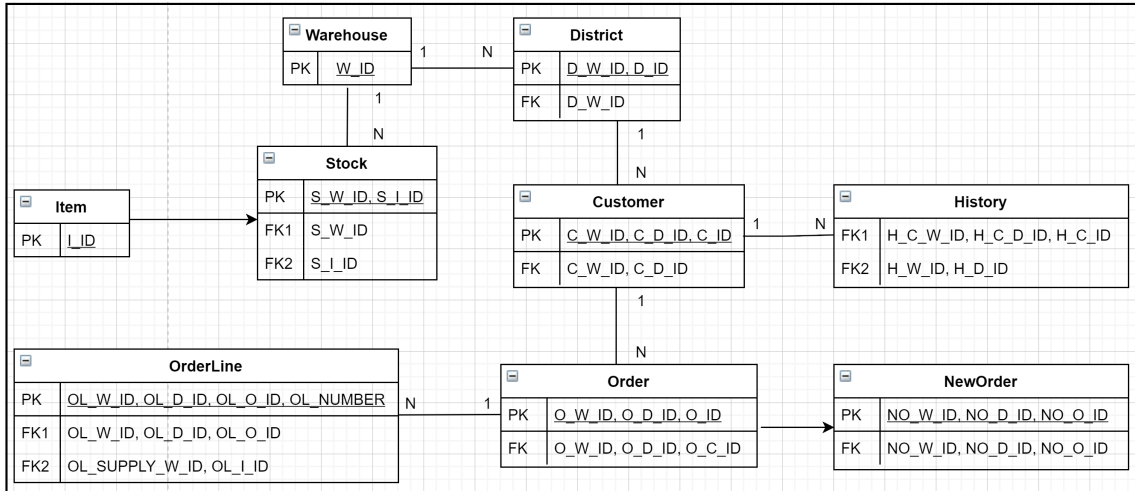 Warehouse
PK W_ID
1 N
District
PK D_W_ID, D_ID
FK D_W_ID
1
N
Stock
PK S_W_ID, S_I_ID
FK1 S_W_ID
FK2 S_I_ID
Item
PK I_ID
1
N
Customer
PK C_W_ID, C_D_ID, C_ID
FK C_W_ID, C_D_ID
1 N
History
FK1 H_C_W_ID, H_C_D_ID, H_C_ID
FK2 H_W_ID, H_D_ID
1
N
OrderLine
PK OL_W_ID, OL_D_ID, OL_O_ID, OL_NUMBER
FK1 OL_W_ID, OL_D_ID, OL_O_ID
FK2 OL_SUPPLY_W_ID, OL_I_ID
N 1
Order
PK O_W_ID, O_D_ID, O_ID
FK O_W_ID, O_D_ID, O_C_ID
NewOrder
PK NO_W_ID, NO_D_ID, NO_O_ID
FK NO_W_ID, NO_D_ID, NO_O_ID